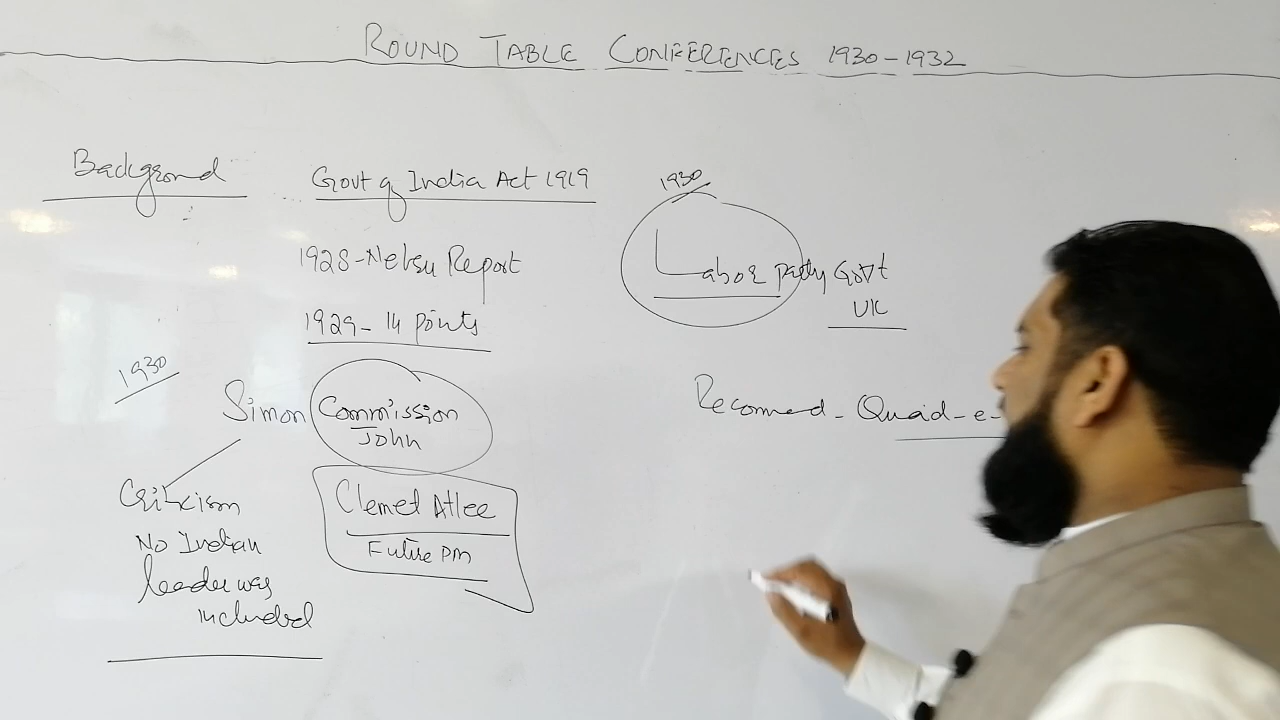 ROUND TABLE CONFERENCES 1930-1932
Background
Govt of India Act 1919
1928-Nehru Report
1929-14 points
1930
Simon Commission
John
Criticism
No Indian
leader was
included
Clemet Atlee
Future PM
1930
Labor party Govt
UK
Recommed-Quaid-e-